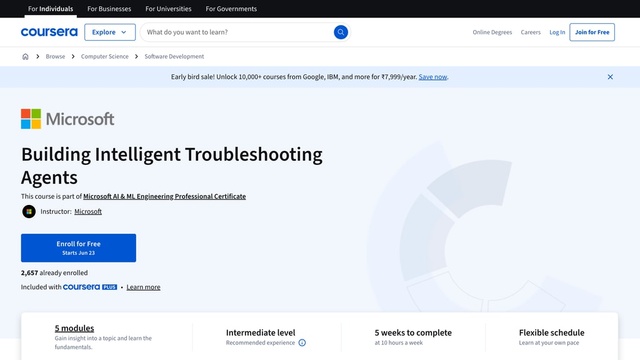 For Individuals For Businesses For Universities For Governments
coursera Explore What do you want to learn? Online Degrees Careers Log In Join for Free
Browse Computer Science Software Development
Early bird sale! Unlock 10,000+ courses from Google, IBM, and more for ₹7,999/year. Save now.
Microsoft
Building Intelligent Troubleshooting
Agents
This course is part of Microsoft AI & ML Engineering Professional Certificate
Instructor: Microsoft
Enroll for Free
Starts Jun 23
2,657 already enrolled
Included with coursera PLUS • Learn more
5 modules
Gain insight into a topic and learn the
fundamentals.
Intermediate level
Recommended experience
5 weeks to complete
at 10 hours a week
Flexible schedule
Learn at your own pace